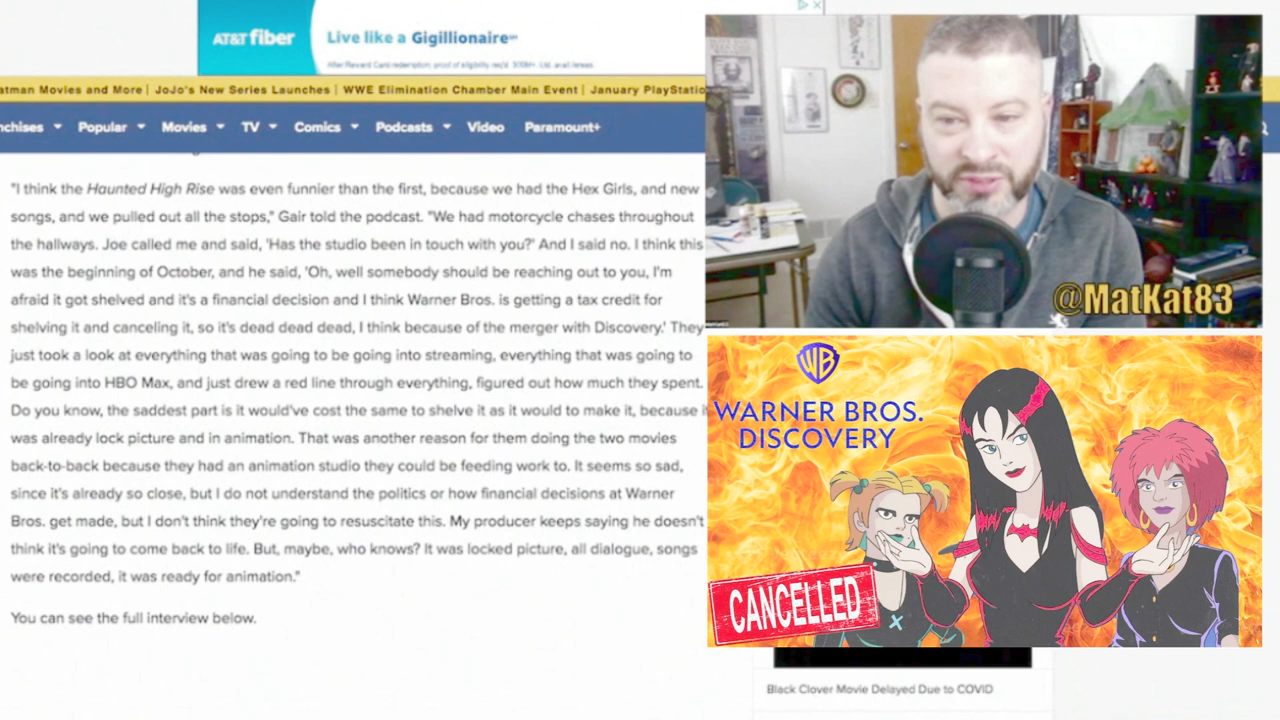 AT&T fiber
Live like a Gigillionaire℠
After Reward Card redemption; proof of eligibility req'd. 300M+. Ltd. avail/areas
atman Movies and More | JoJo's New Series Launches | WWE Elimination Chamber Main Event | January PlayStatio
nchises Popular Movies TV Comics Podcasts Video Paramount+
"I think the Haunted High Rise was even funnier than the first, because we had the Hex Girls, and new
songs, and we pulled out all the stops," Gair told the podcast. "We had motorcycle chases throughout
the hallways. Joe called me and said, 'Has the studio been in touch with you?' And I said no. I think this
was the beginning of October, and he said, 'Oh, well somebody should be reaching out to you, I'm
afraid it got shelved and it's a financial decision and I think Warner Bros. is getting a tax credit for
shelving it and canceling it, so it's dead dead dead, I think because of the merger with Discovery.' They
just took a look at everything that was going to be going into streaming, everything that was going to
be going into HBO Max, and just drew a red line through everything, figured out how much they spent.
Do you know, the saddest part is it would've cost the same to shelve it as it would to make it, because i
was already lock picture and in animation. That was another reason for them doing the two movies
back-to-back because they had an animation studio they could be feeding work to. It seems so sad,
since it's already so close, but I do not understand the politics or how financial decisions at Warner
Bros. get made, but I don't think they're going to resuscitate this. My producer keeps saying he doesn't
think it's going to come back to life. But, maybe, who knows? It was locked picture, all dialogue, songs
were recorded, it was ready for animation."
You can see the full interview below.
@MatKat83
WB
WARNER BROS.
DISCOVERY
CANCELLED
Black Clover Movie Delayed Due to COVID